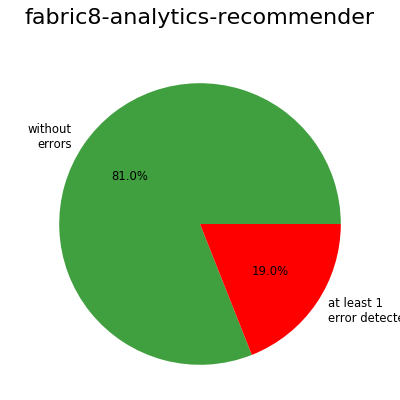 fabric8-analytics-recommender
without
errors
81.0%
19.0%
at least 1
error detecte